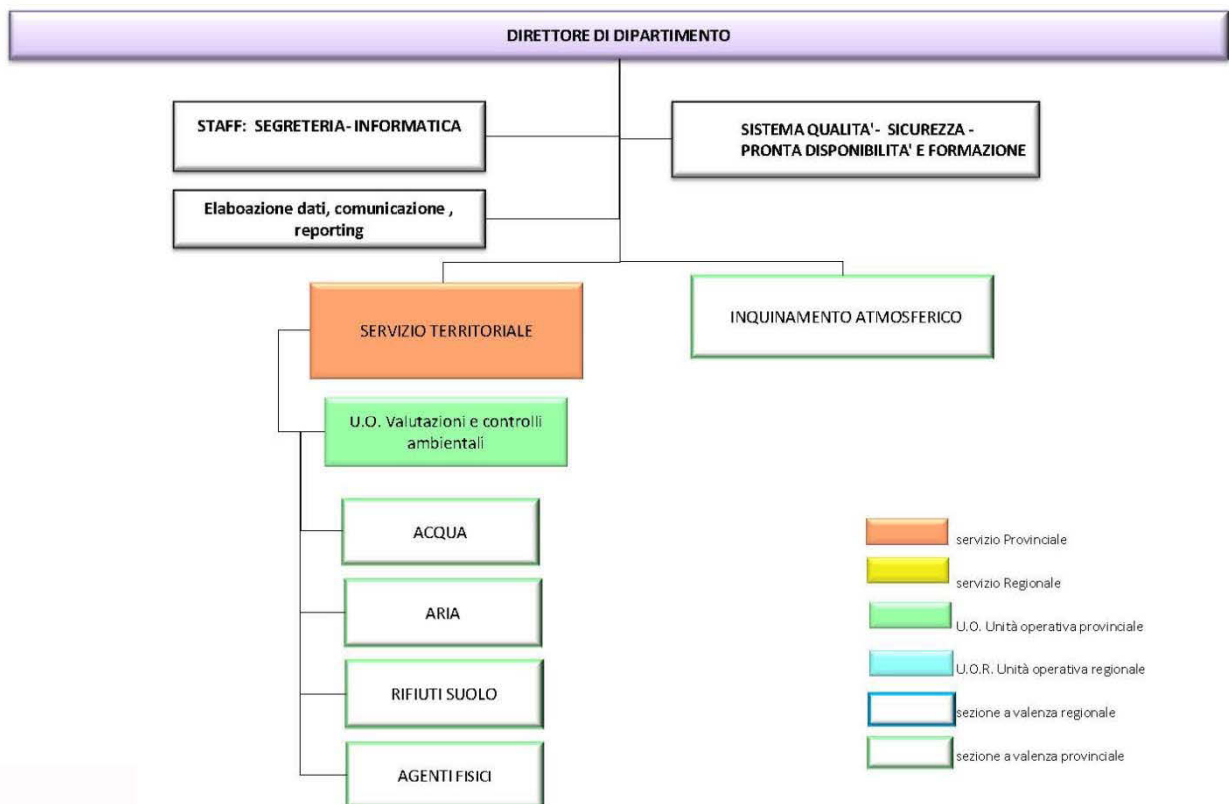 DIRETTORE DI DIPARTIMENTO
STAFF: SEGRETERIA- INFORMATICA
SISTEMA QUALITA'- SICUREZZA -
PRONTA DISPONIBILITA' E FORMAZIONE
Elaboazione dati, comunicazione ,
reporting
SERVIZIO TERRITORIALE
INQUINAMENTO ATMOSFERICO
U.O. Valutazioni e controlli
ambientali
ACQUA
ARIA
RIFIUTI SUOLO
AGENTI FISICI
servizio Provinciale
servizio Regionale
U.O. Unità operativa provinciale
U.O.R. Unità operativa regionale
sezione a valenza regionale
sezione a valenza provinciale